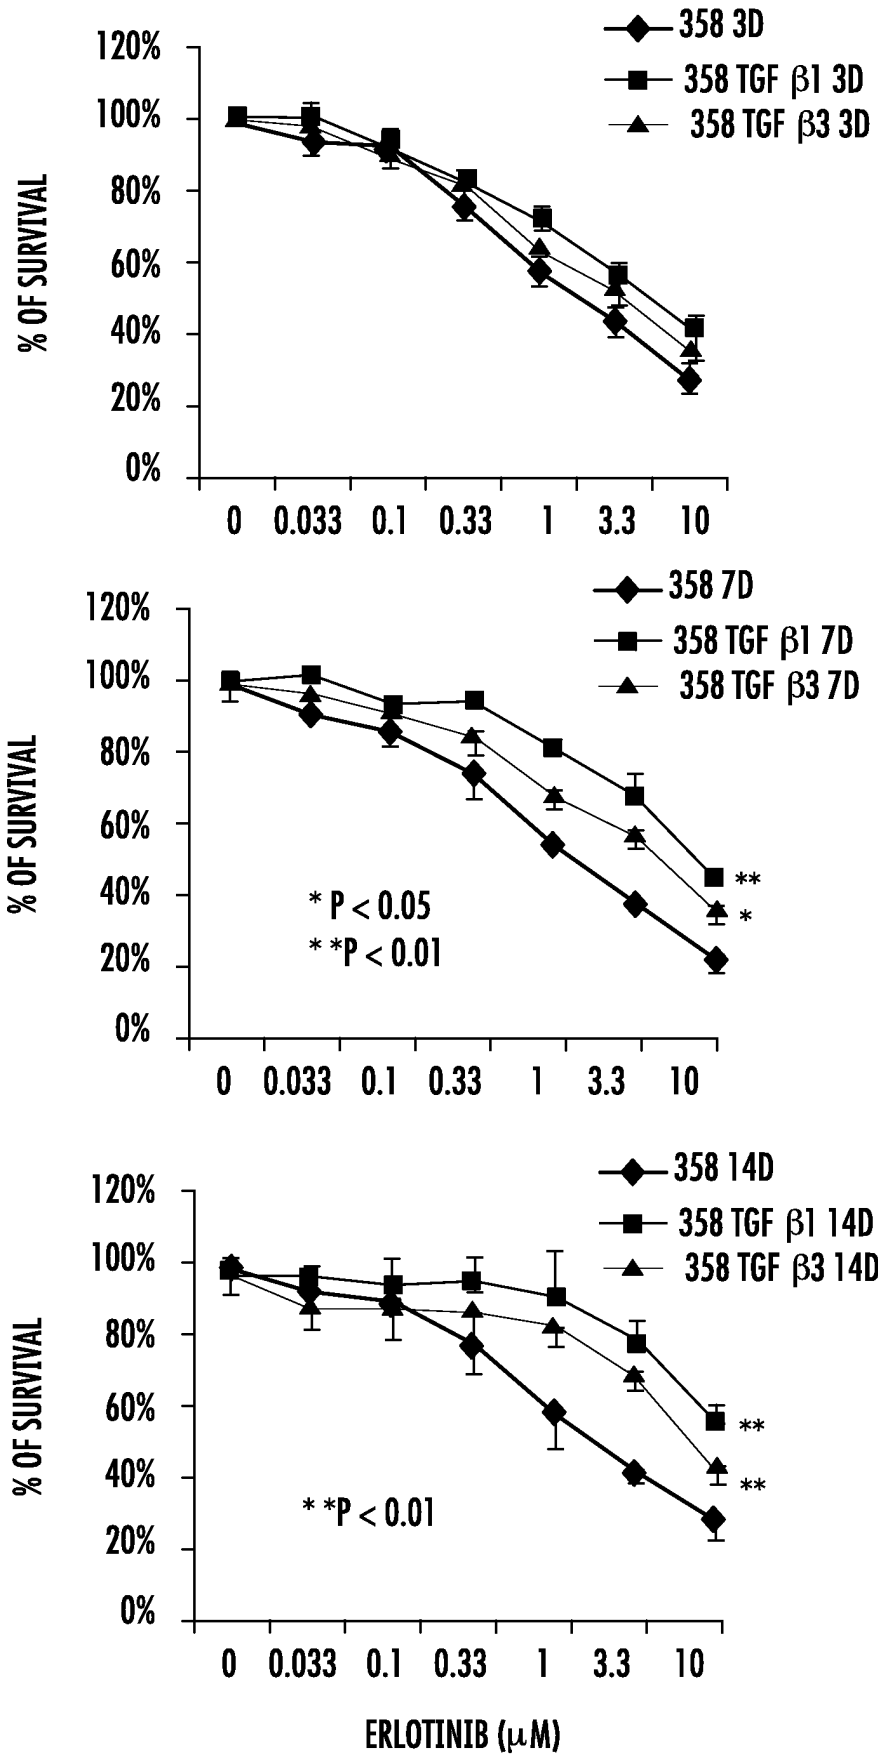 358 3D
358 TGF β1 3D
358 TGF β3 3D
120%
100%
80%
60%
40%
20%
0%
% OF SURVIVAL
0 0.033 0.1 0.33 1 3.3 10
358 7D
358 TGF β1 7D
358 TGF β3 7D
120%
100%
80%
60%
40%
20%
0%
% OF SURVIVAL
**
*
* P < 0.05
* *P < 0.01
0 0.033 0.1 0.33 1 3.3 10
358 14D
358 TGF β1 14D
358 TGF β3 14D
120%
100%
80%
60%
40%
20%
0%
% OF SURVIVAL
**
**
* *P < 0.01
0 0.033 0.1 0.33 1 3.3 10
ERLOTINIB (μM)